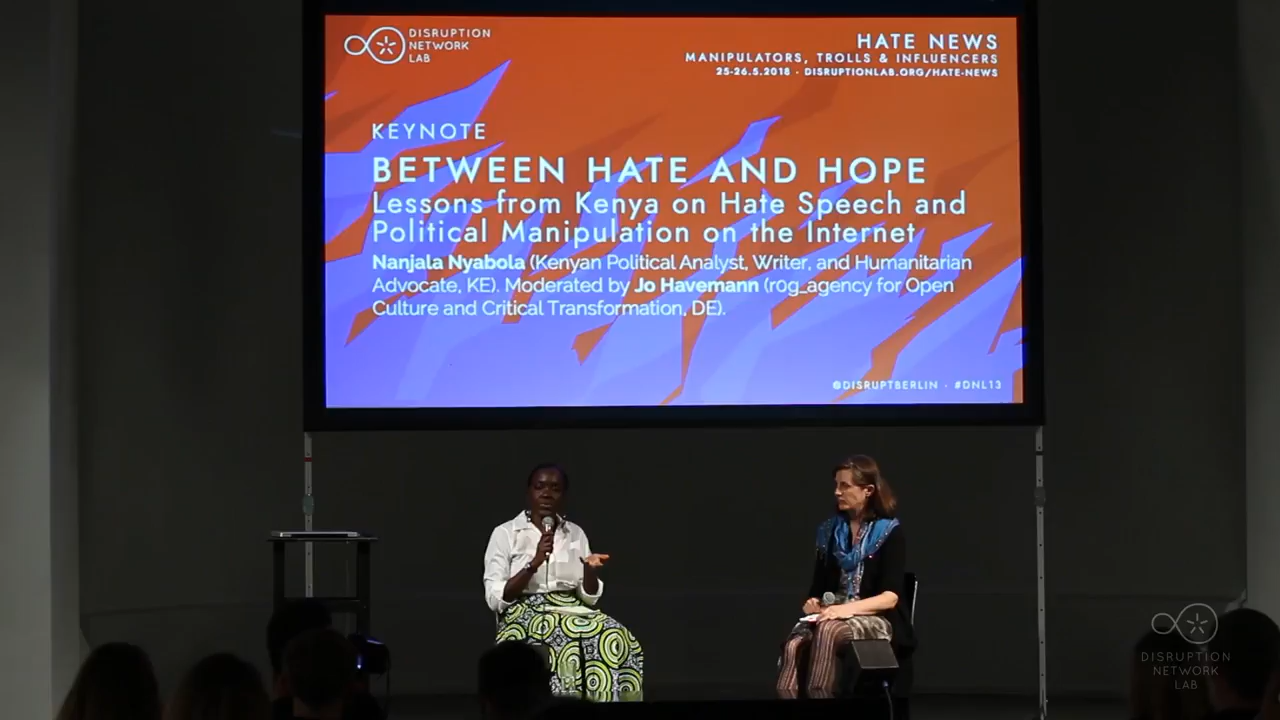 DISRUPTION
NETWORK
LAB
HATE NEWS
MANIPULATORS, TROLLS & INFLUENCERS
25-26.5.2018 · DISRUPTIONLAB.ORG/HATE-NEWS
KEYNOTE
BETWEEN HATE AND HOPE
Lessons from Kenya on Hate Speech and
Political Manipulation on the Internet
Nanjala Nyabola (Kenyan Political Analyst, Writer, and Humanitarian
Advocate, KE). Moderated by Jo Havemann (r0g_agency for Open
Culture and Critical Transformation, DE).
@DISRUPTBERLIN · #DNL13
DISRUPTION
NETWORK
LAB